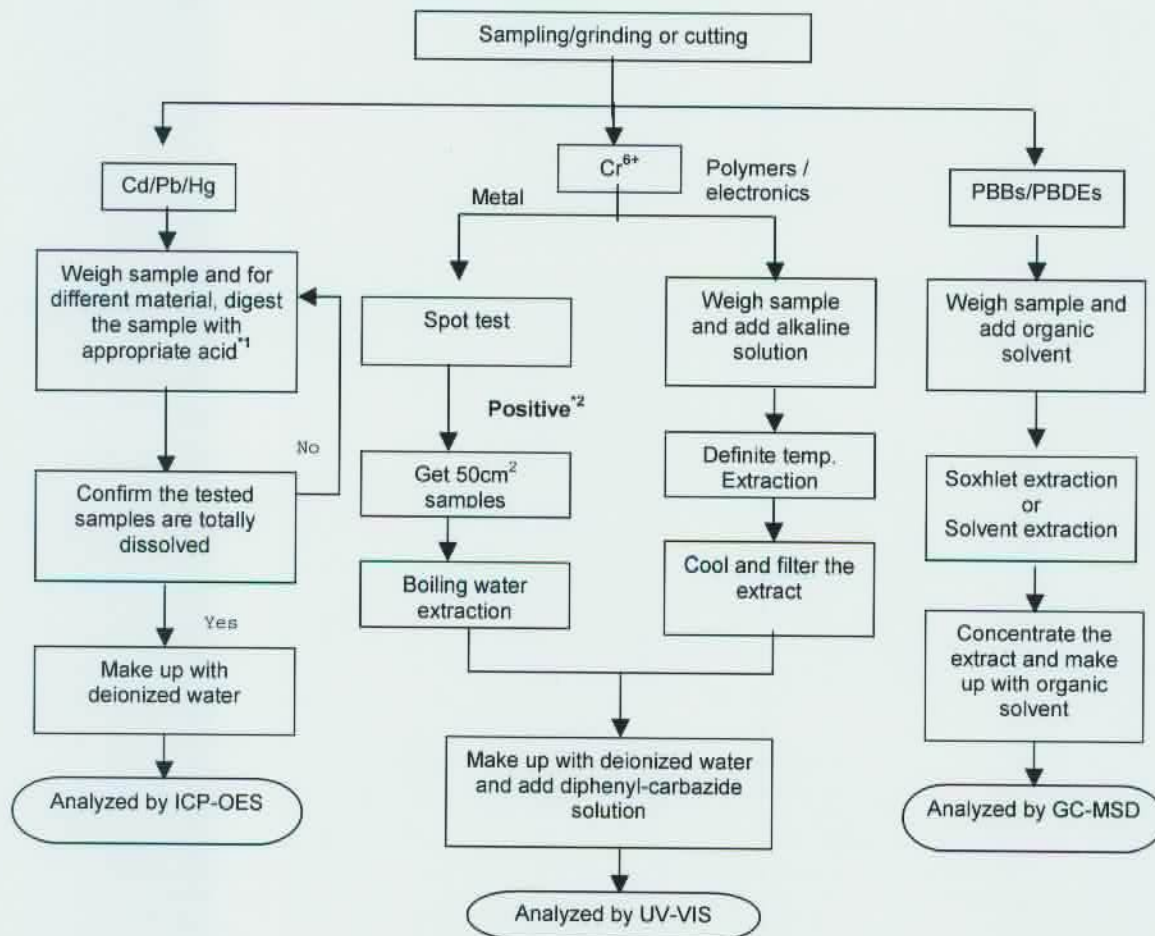 Sampling/grinding or cutting
Cd/Pb/Hg
Weigh sample and for
different material, digest
the sample with
appropriate acid*1
No
Confirm the tested
samples are totally
dissolved
Yes
Make up with
deionized water
Analyzed by ICP-OES
Cr6+
Metal
Polymers /
electronics
Spot test
Positive*2
Get 50cm2
samples
Boiling water
extraction
Weigh sample
and add alkaline
solution
Definite temp.
Extraction
Cool and filter the
extract
Make up with deionized water
and add diphenyl-carbazide
solution
Analyzed by UV-VIS
PBBs/PBDEs
Weigh sample and
add organic
solvent
Soxhlet extraction
or
Solvent extraction
Concentrate the
extract and make
up with organic
solvent
Analyzed by GC-MSD